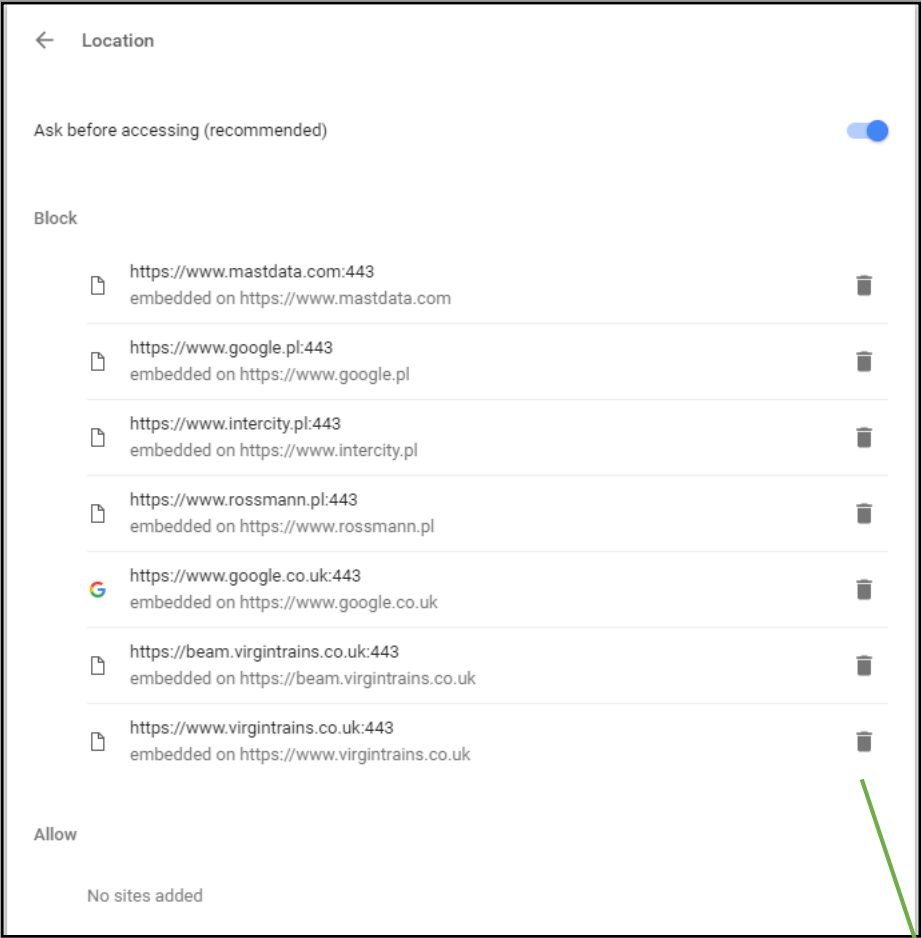 Location
Ask before accessing (recommended)
Block
https://www.mastdata.com:443
embedded on https://www.mastdata.com
https://www.google.pl:443
embedded on https://www.google.pl
https://www.intercity.pl:443
embedded on https://www.intercity.pl
https://www.rossmann.pl:443
embedded on https://www.rossmann.pl
https://www.google.co.uk:443
embedded on https://www.google.co.uk
https://beam.virgintrains.co.uk:443
embedded on https://beam.virgintrains.co.uk
https://www.virgintrains.co.uk:443
embedded on https://www.virgintrains.co.uk
Allow
No sites added